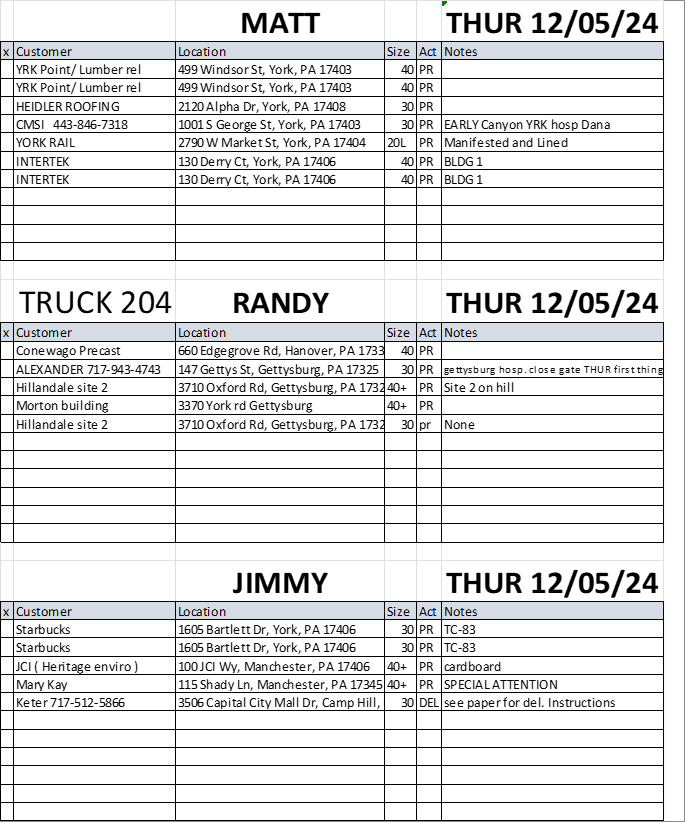 MATT THUR 12/05/24
x Customer Location Size Act Notes
YRK Point/ Lumber rel 499 Windsor St, York, PA 17403 40 PR
YRK Point/ Lumber rel 499 Windsor St, York, PA 17403 40 PR
HEIDLER ROOFING 2120 Alpha Dr, York, PA 17408 30 PR
CMSI 443-846-7318 1001 S George St, York, PA 17403 30 PR EARLY Canyon YRK hosp Dana
YORK RAIL 2790 W Market St, York, PA 17404 20L PR Manifested and Lined
INTERTEK 130 Derry Ct, York, PA 17406 40 PR BLDG 1
INTERTEK 130 Derry Ct, York, PA 17406 40 PR BLDG 1
TRUCK 204 RANDY THUR 12/05/24
x Customer Location Size Act Notes
Conewago Precast 660 Edgegrove Rd, Hanover, PA 1733 40 PR
ALEXANDER 717-943-4743 147 Gettys St, Gettysburg, PA 17325 30 PR gettysburg hosp. close gate THUR first thing
Hillandale site 2 3710 Oxford Rd, Gettysburg, PA 1732 40+ PR Site 2 on hill
Morton building 3370 York rd Gettysburg 40+ PR
Hillandale site 2 3710 Oxford Rd, Gettysburg, PA 1732 30 pr None
JIMMY THUR 12/05/24
x Customer Location Size Act Notes
Starbucks 1605 Bartlett Dr, York, PA 17406 30 PR TC-83
Starbucks 1605 Bartlett Dr, York, PA 17406 30 PR TC-83
JCI ( Heritage enviro ) 100 JCI Wy, Manchester, PA 17406 40+ PR cardboard
Mary Kay 115 Shady Ln, Manchester, PA 17345 40+ PR SPECIAL ATTENTION
Keter 717-512-5866 3506 Capital City Mall Dr, Camp Hill, 30 DEL see paper for del. Instructions